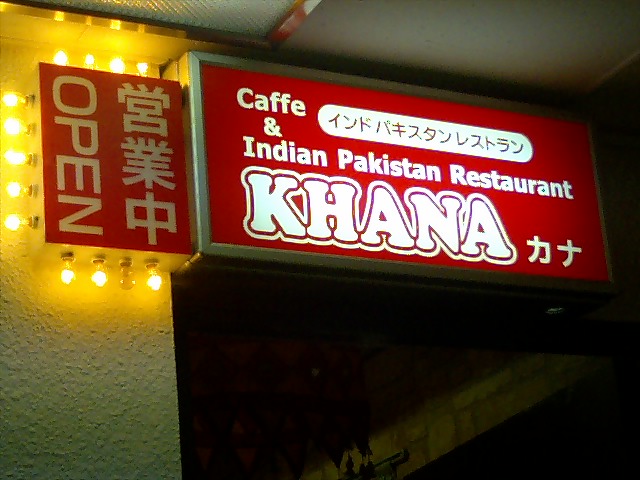 OPEN
営業中
Caffe
&
インド パキスタン レストラン
Indian Pakistan Restaurant
KHANA カナ